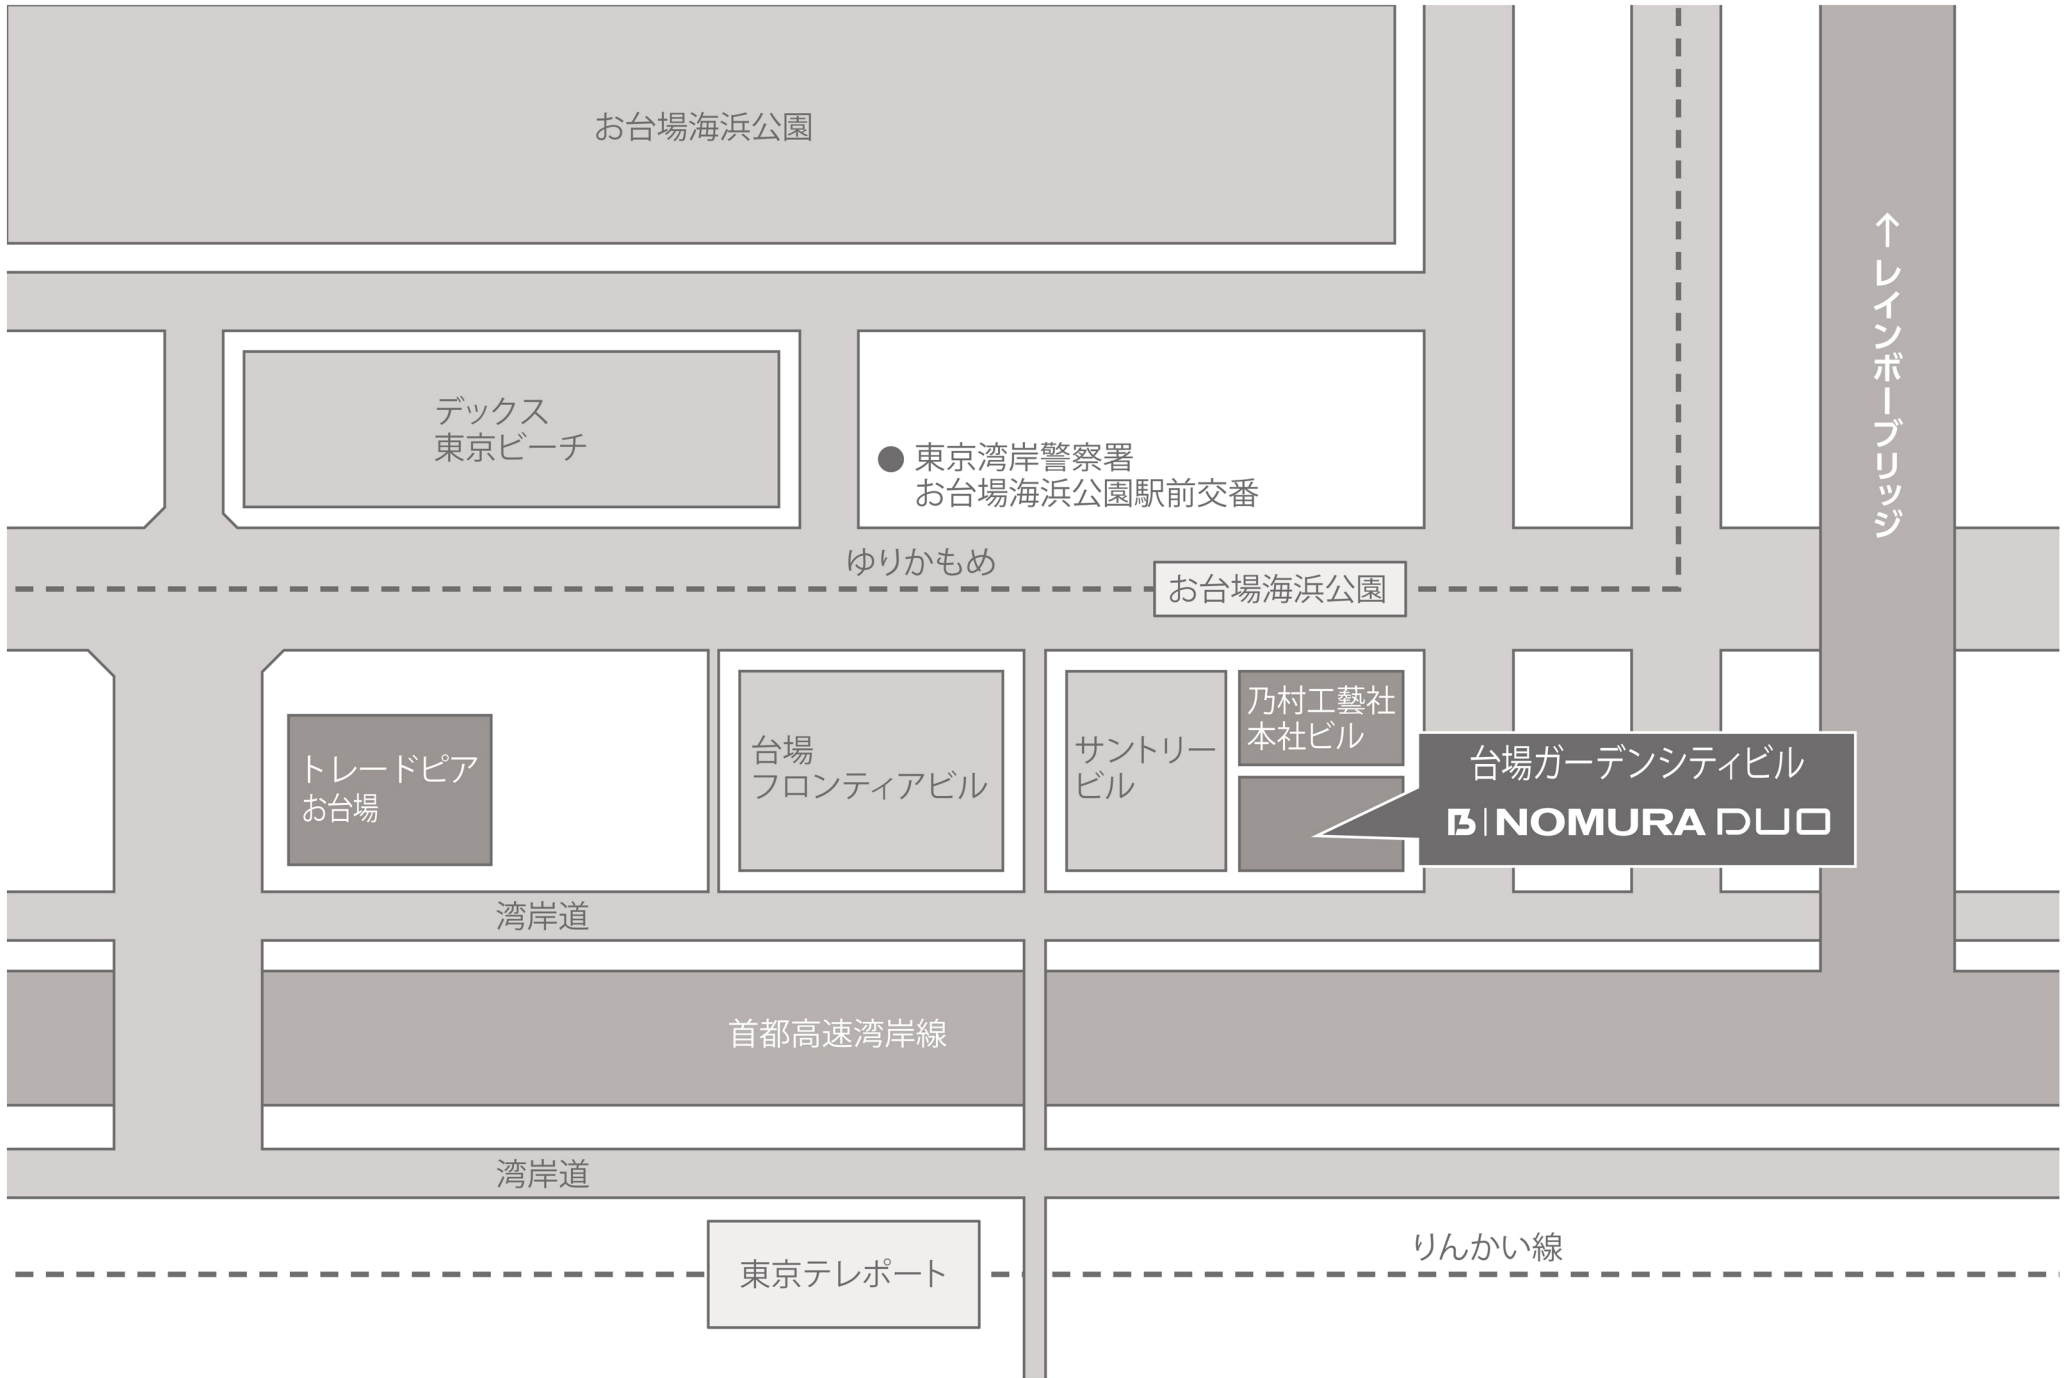 お台場海浜公園
↑レインボーブリッジ
デックス
東京ビーチ
東京湾岸警察署
お台場海浜公園駅前交番
ゆりかもめ
お台場海浜公園
トレードピア
お台場
台場
フロンティアビル
サントリー
ビル
乃村工藝社
本社ビル
台場ガーデンシティビル
NOMURA DUO
湾岸道
首都高速湾岸線
湾岸道
りんかい線
東京テレポート